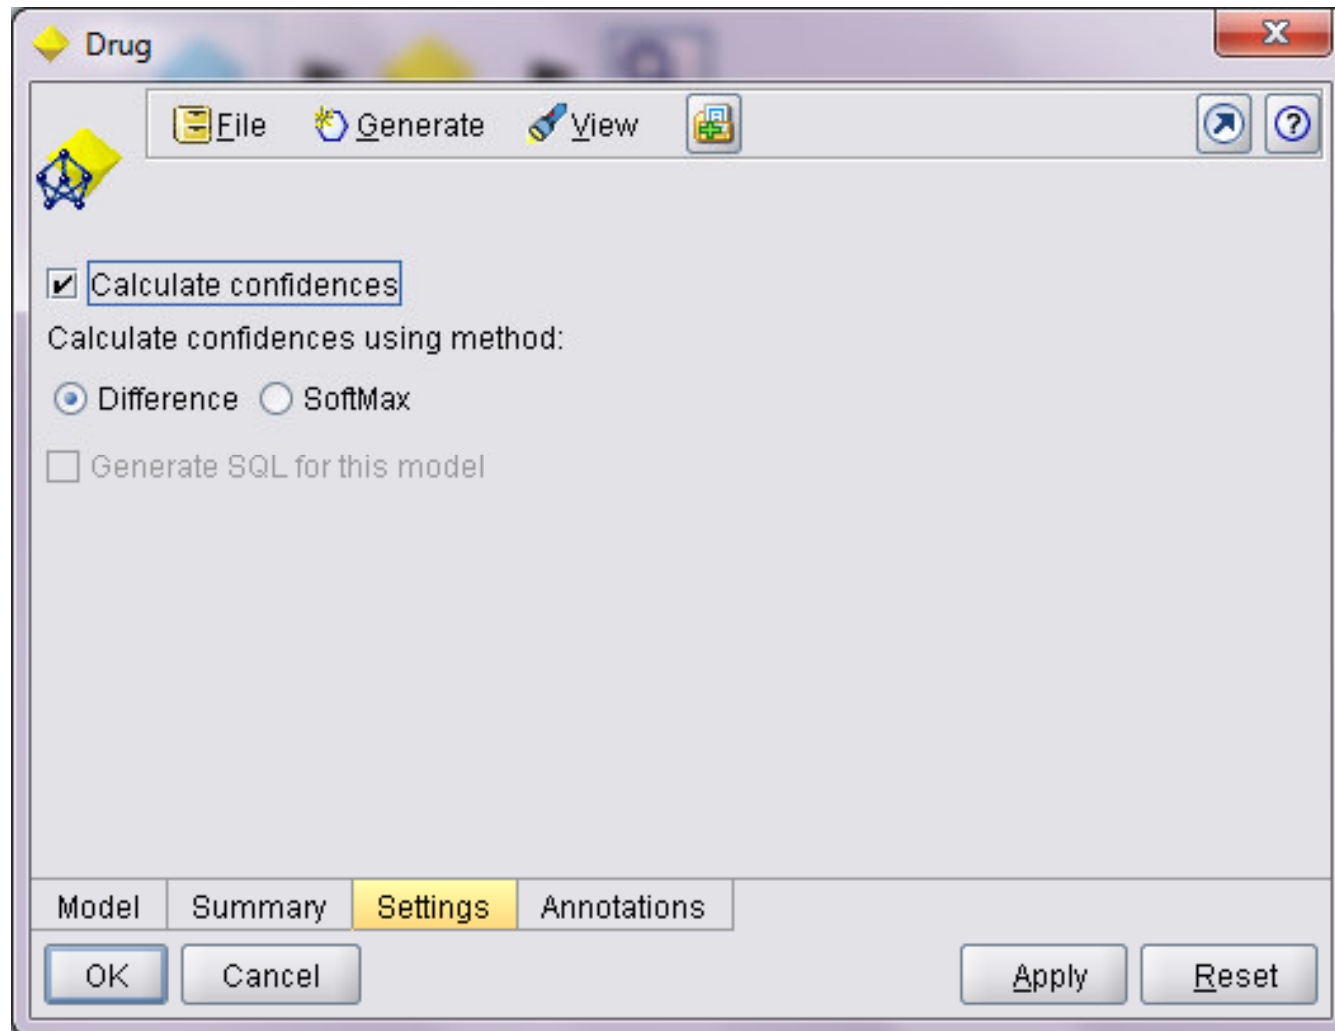 Drug
File Generate View
Calculate confidences
Calculate confidences using method:
Difference SoftMax
Generate SQL for this model
Model Summary Settings Annotations
OK Cancel Apply Reset